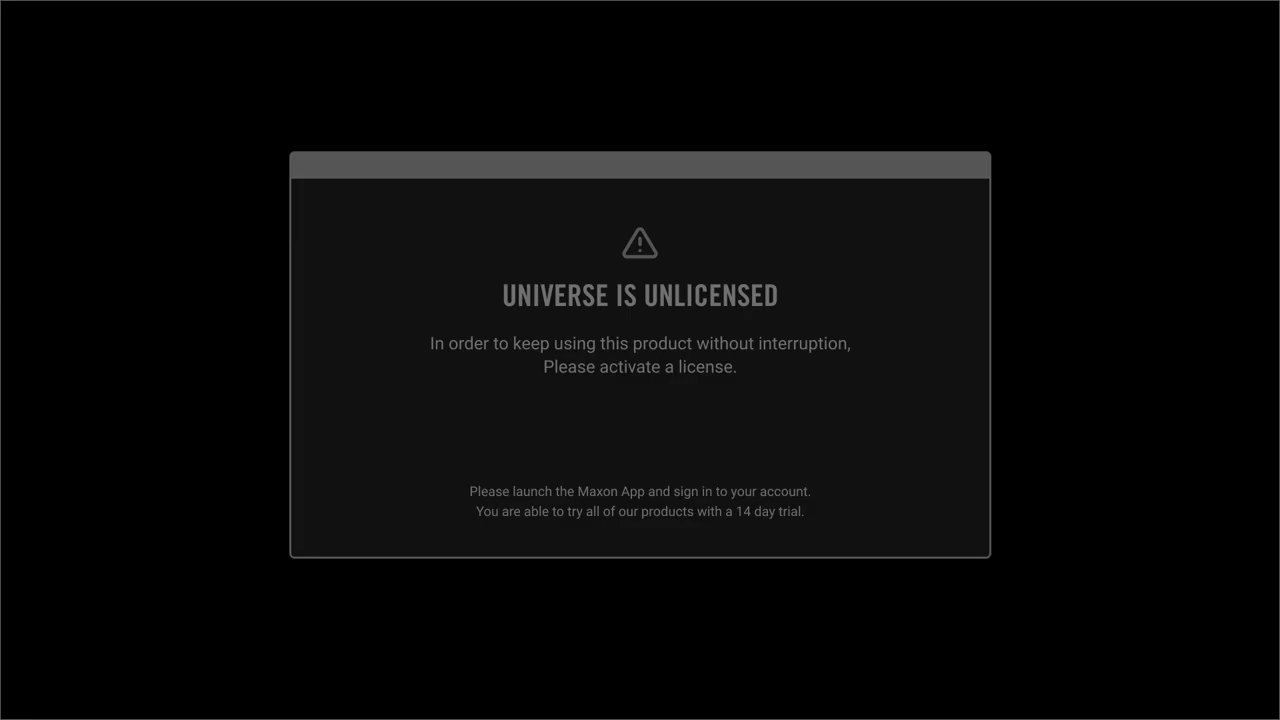 UNIVERSE IS UNLICENSED
In order to keep using this product without interruption,
Please activate a license.
Please launch the Maxon App and sign in to your account.
You are able to try all of our products with a 14 day trial.